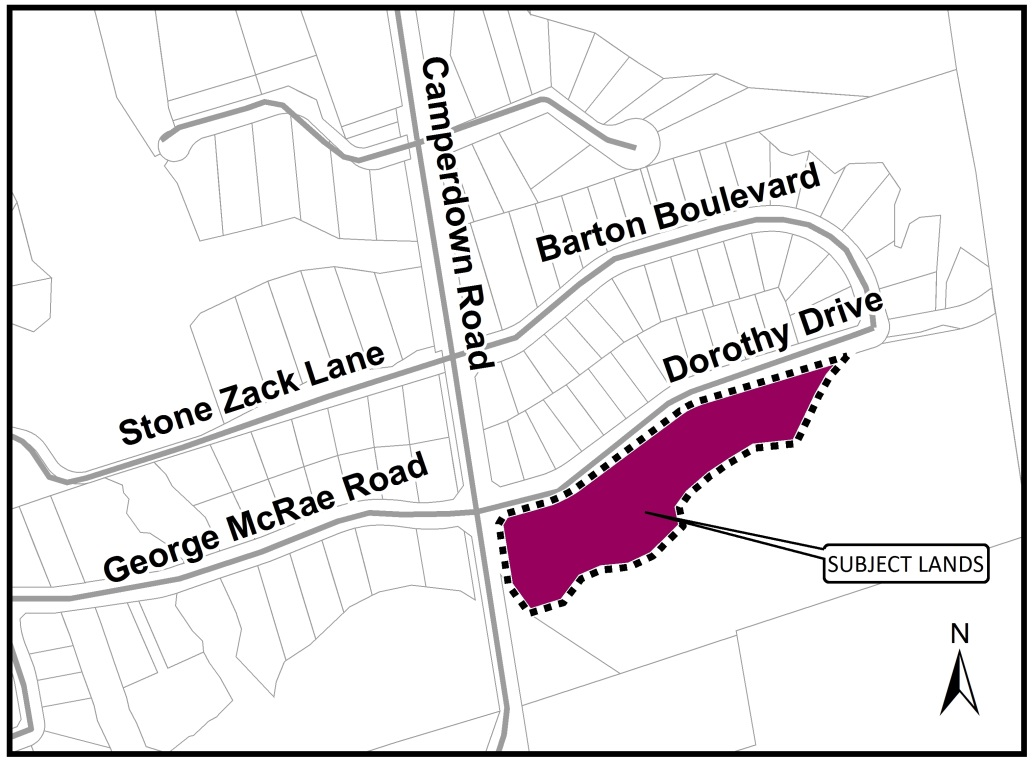 Camperdown Road
Barton Boulevard
Dorothy Drive
Stone Zack Lane
George McRae Road
SUBJECT LANDS
N